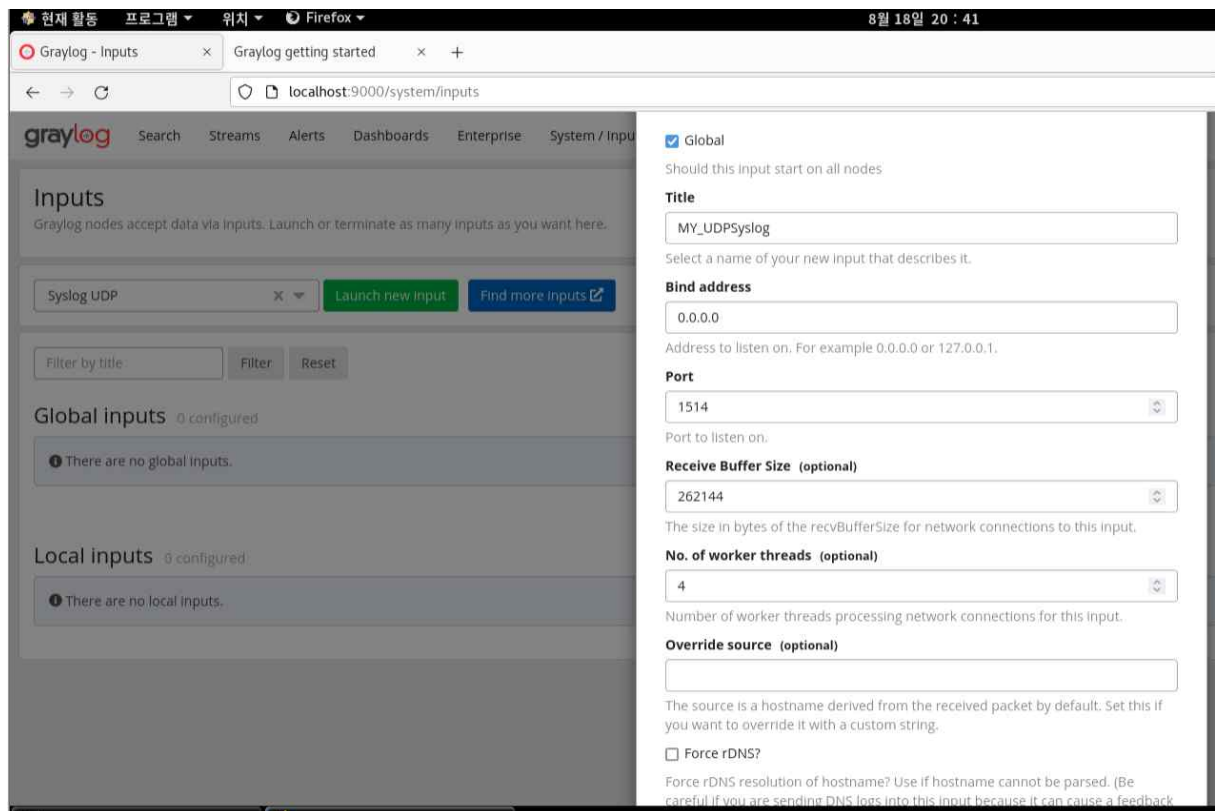 현재 활동 프로그램 위치 Firefox 8월 18일 20 : 41
Graylog - Inputs × Graylog getting started × +
localhost:9000/system/inputs
graylog Search Streams Alerts Dashboards Enterprise System / Inpu
Inputs
Graylog nodes accept data via inputs. Launch or terminate as many inputs as you want here.
Syslog UDP Launch new input Find more inputs
Filter by title Filter Reset
Global inputs 0 configured
There are no global inputs.
Local inputs 0 configured
There are no local inputs.
Global
Should this input start on all nodes
Title
MY_UDPSyslog
Select a name of your new input that describes it.
Bind address
0.0.0.0
Address to listen on. For example 0.0.0.0 or 127.0.0.1.
Port
1514
Port to listen on.
Receive Buffer Size (optional)
262144
The size in bytes of the recvBufferSize for network connections to this input.
No. of worker threads (optional)
4
Number of worker threads processing network connections for this input.
Override source (optional)
The source is a hostname derived from the received packet by default. Set this if
you want to override it with a custom string.
Force rDNS?
Force rDNS resolution of hostname? Use if hostname cannot be parsed. (Be
careful if you are sending DNS logs into this input because it can cause a feedback